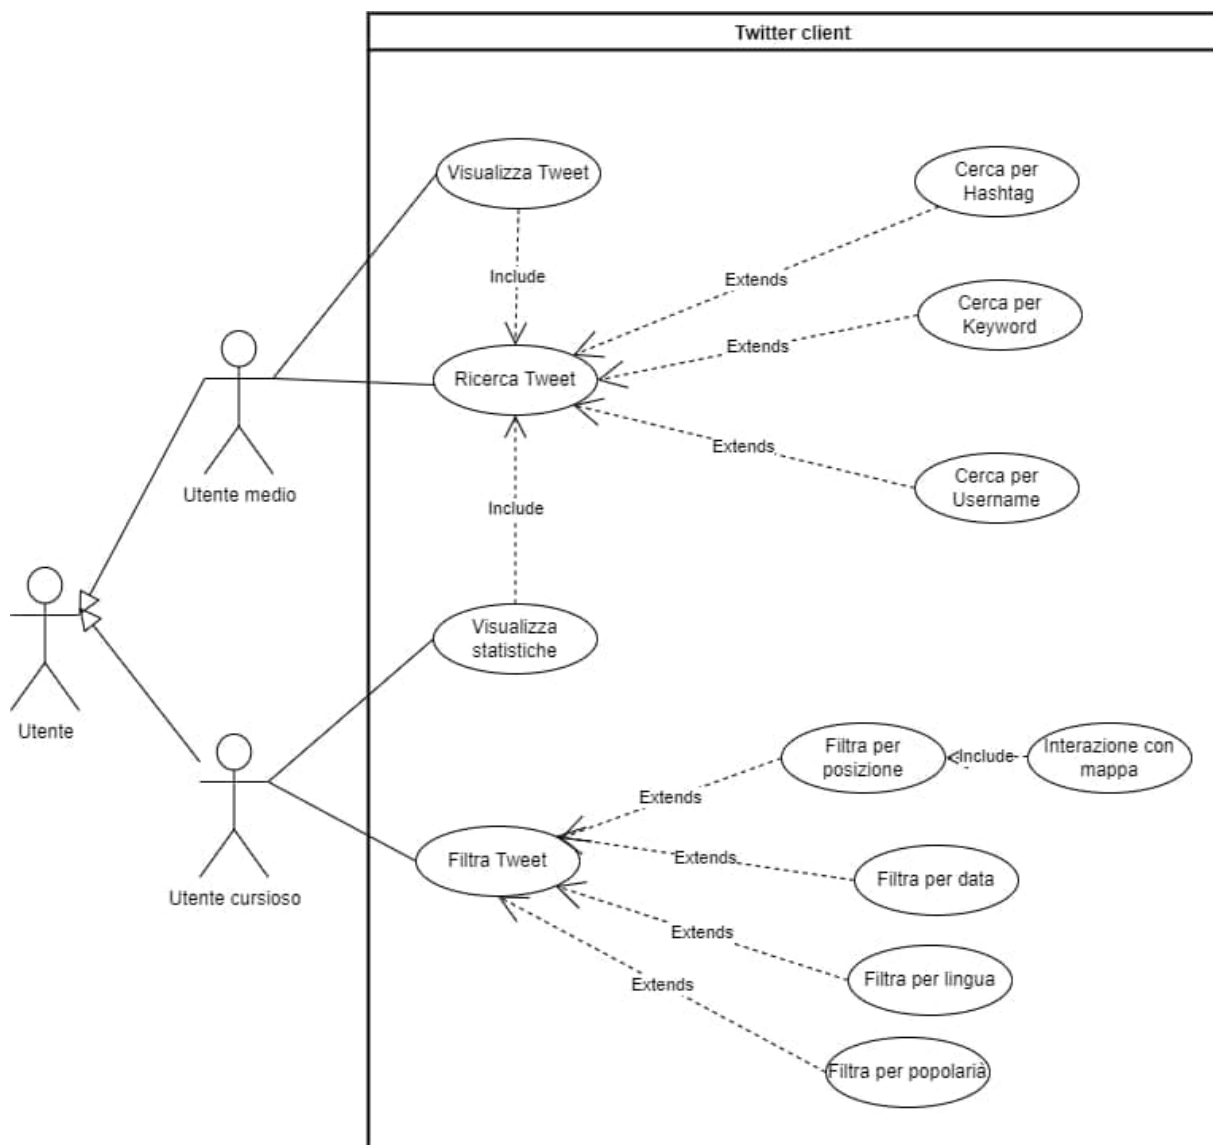 Twitter client
Visualizza Tweet
Cerca per
Hashtag
Include
Extends
Cerca per
Keyword
Extends
Ricerca Tweet
Extends
Cerca per
Username
Utente medio
Include
Visualizza
statistiche
Utente
Filtra per
posizione
Include
Interazione con
mappa
Extends
Filtra Tweet
Extends
Filtra per data
Utente cursioso
Extends
Filtra per lingua
Extends
Filtra per popolarià